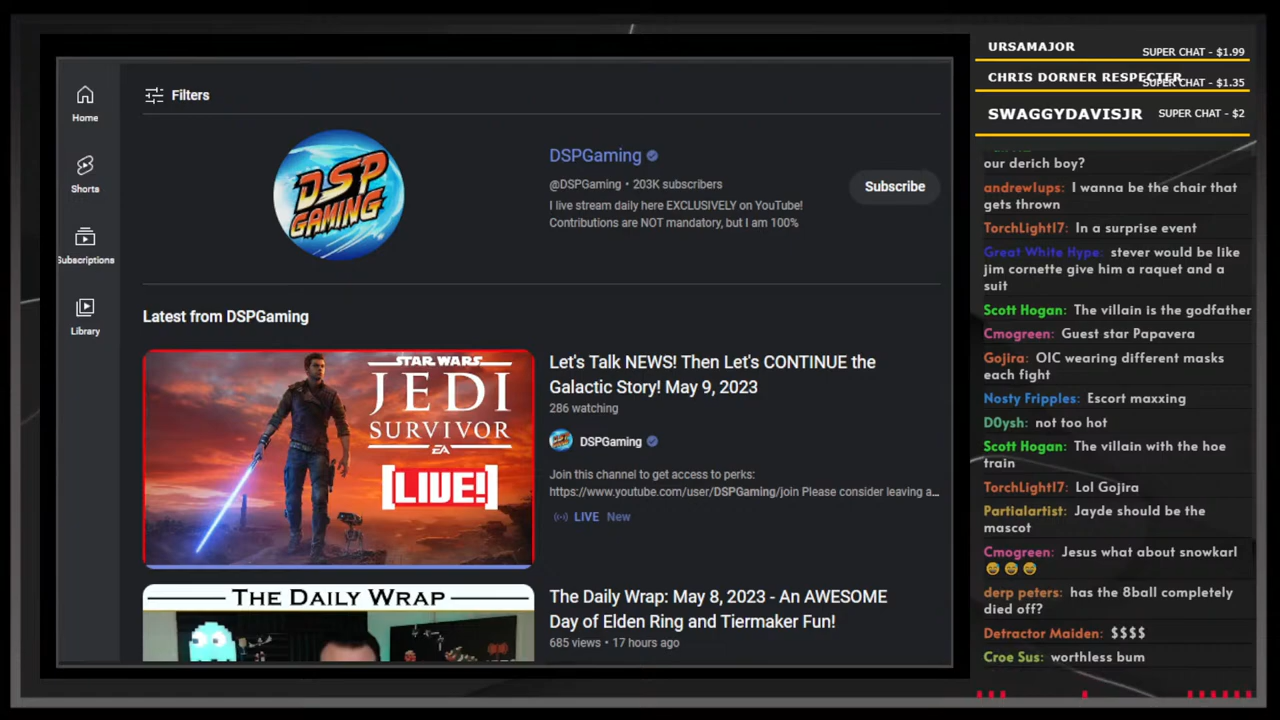 Home
Shorts
Subscriptions
Library
Filters
DSP GAMING
DSPGaming
@DSPGaming • 203K subscribers
I live stream daily here EXCLUSIVELY on YouTube!
Contributions are NOT mandatory, but I am 100%
Subscribe
Latest from DSPGaming
STAR WARS
JEDI
SURVIVOR
EA
[LIVE!]
Let's Talk NEWS! Then Let's CONTINUE the
Galactic Story! May 9, 2023
286 watching
DSPGaming
Join this channel to get access to perks:
https://www.youtube.com/user/DSPGaming/join Please consider leaving a...
LIVE New
THE DAILY WRAP
The Daily Wrap: May 8, 2023 - An AWESOME
Day of Elden Ring and Tiermaker Fun!
685 views • 17 hours ago
URSAMAJOR SUPER CHAT - $1.99
CHRIS DORNER RESPECTER SUPER CHAT - $1.35
SWAGGYDAVISJR SUPER CHAT - $2
our derich boy?
andrewlups: I wanna be the chair that
gets thrown
TorchLight17: In a surprise event
Great White Hype: stever would be like
jim cornette give him a raquet and a
suit
Scott Hogan: The villain is the godfather
Cmogreen: Guest star Papavera
Gojira: OIC wearing different masks
each fight
Nosty Fripples: Escort maxxing
D0ysh: not too hot
Scott Hogan: The villain with the hoe
train
TorchLight17: Lol Gojira
Partialartist: Jayde should be the
mascot
Cmogreen: Jesus what about snowkarl
😅 😅 😅
derp peters: has the 8ball completely
died off?
Detractor Maiden: $$$$
Croe Sus: worthless bum